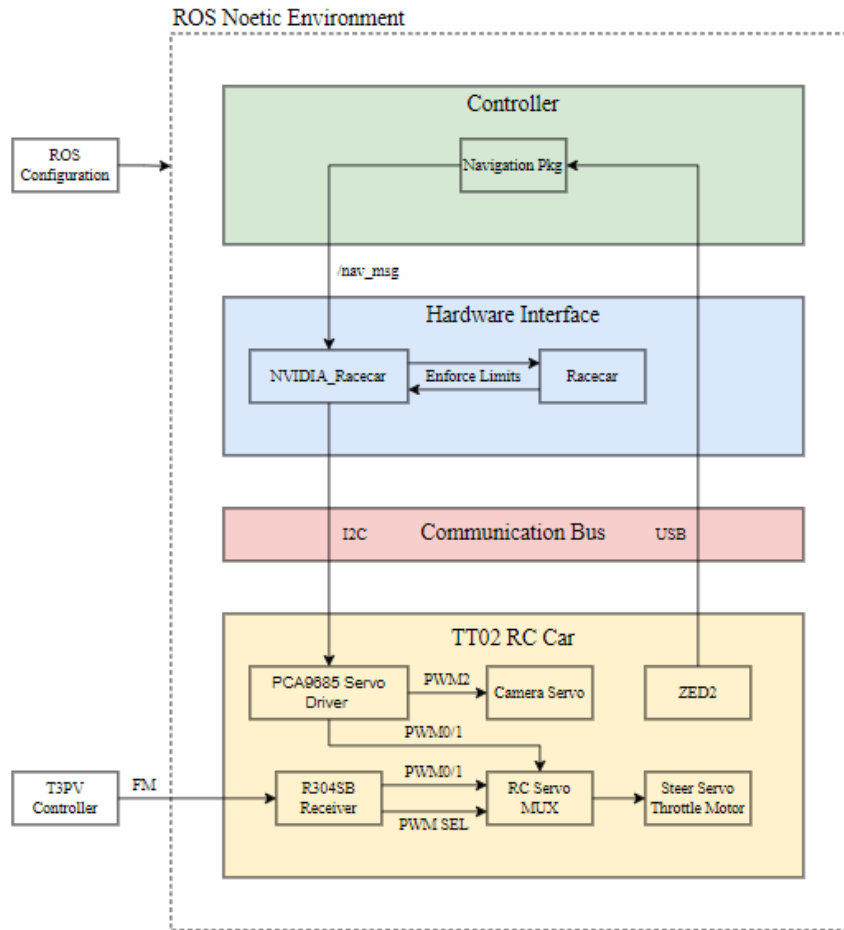 ROS Noetic Environment
Controller
ROS
Configuration
Navigation Pkg
/nav_msg
Hardware Interface
NVIDIA_Racecar
Enforce Limits
Racecar
I2C
Communication Bus
USB
TT02 RC Car
PCA9685 Servo
Driver
PWM2
Camera Servo
ZED2
PWM0/1
T3PV
Controller
FM
R304SB
Receiver
PWM0/1
PWM SEL
RC Servo
MUX
Steer Servo
Throttle Motor